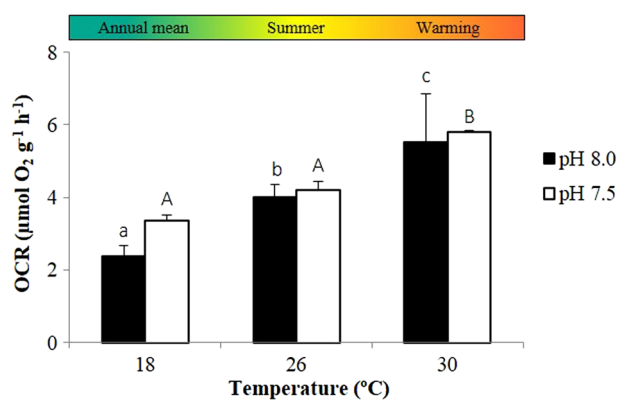 Annual mean Summer Warming
8
6
4
2
0
OCR (µmol O₂ g⁻¹ h⁻¹)
a A
b A
c B
18 26 30
Temperature (ºC)
pH 8.0
pH 7.5